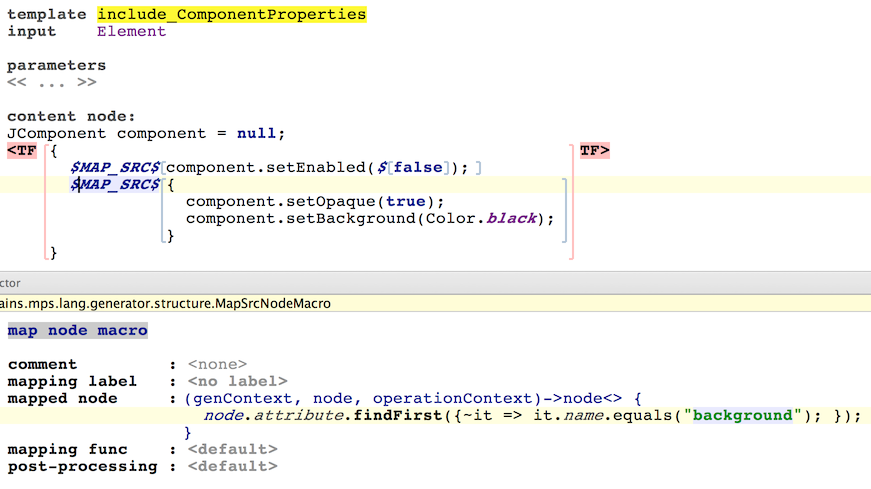 template include_ComponentProperties
input    Element
parameters
<< ... >>
content node:
JComponent component = null;
<TF [ {                                        ] TF>
$MAP_SRC$[component.setEnabled($[false]); ]
$MAP_SRC$[{
component.setOpaque(true);
component.setBackground(Color.black);
}]
}
ctor
ains.mps.lang.generator.structure.MapSrcNodeMacro
map node macro
comment         : <none>
mapping label   : <no label>
mapped node     : (genContext, node, operationContext)->node<> {
node.attribute.findFirst({~it => it.name.equals("background"); });
}
mapping func    : <default>
post-processing : <default>